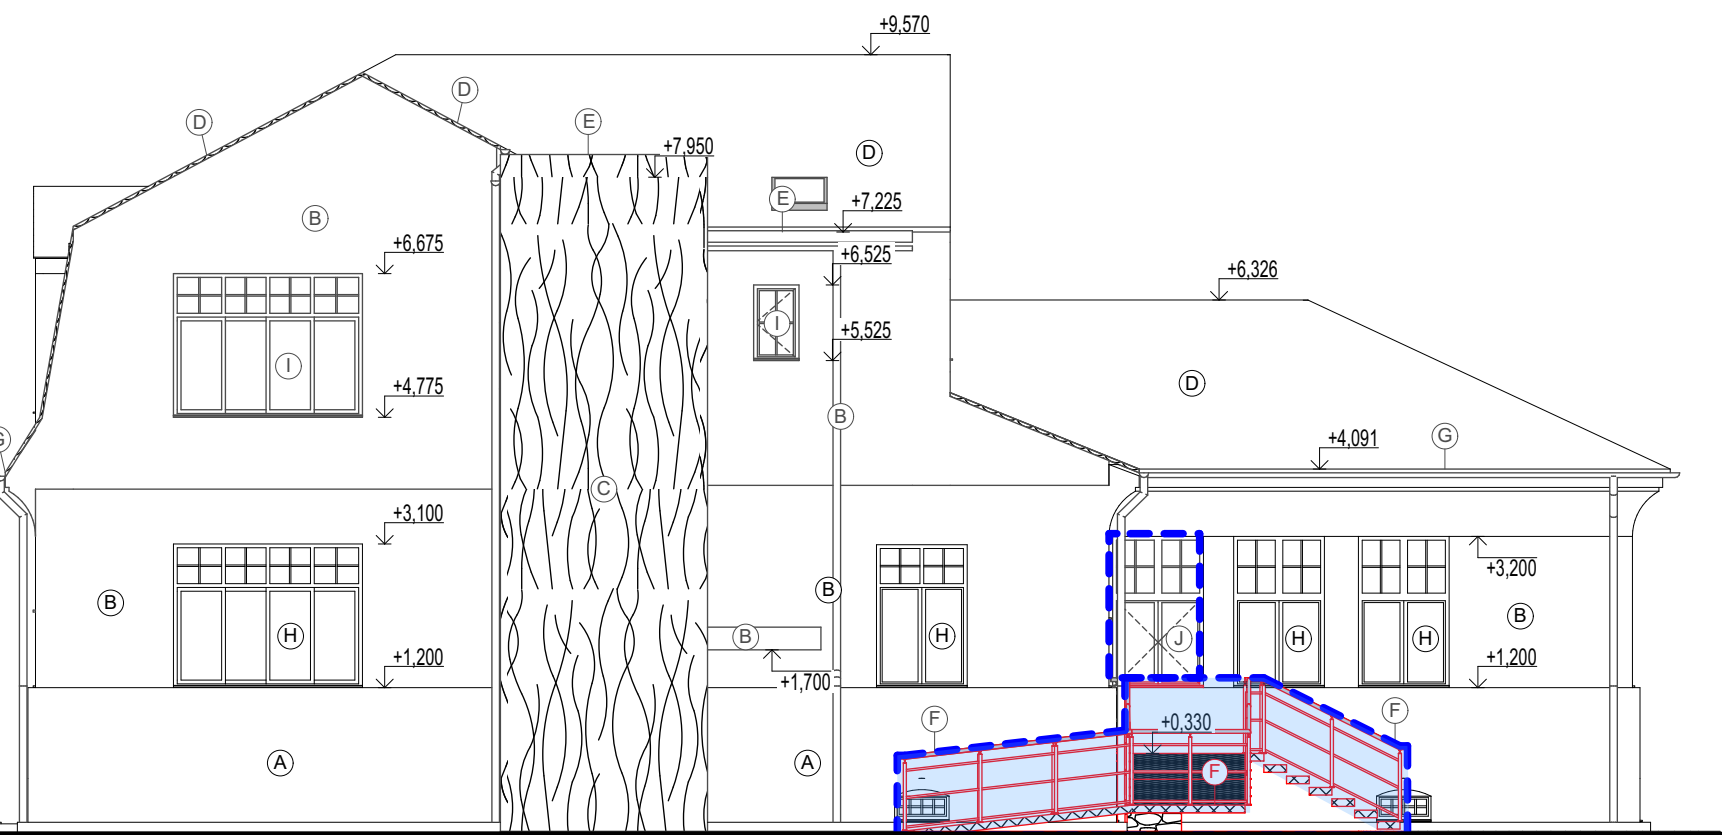 +9,570
D
D
E
+7,950
D
E
+7,225
B
+6,675
+6,525
+6,326
I
+5,525
I
D
+4,775
B
+4,091
G
G
C
+3,100
+3,200
B
B
B
H
B
H
J
H
H
B
+1,200
+1,700
+1,200
F
+0,330
F
A
A
F